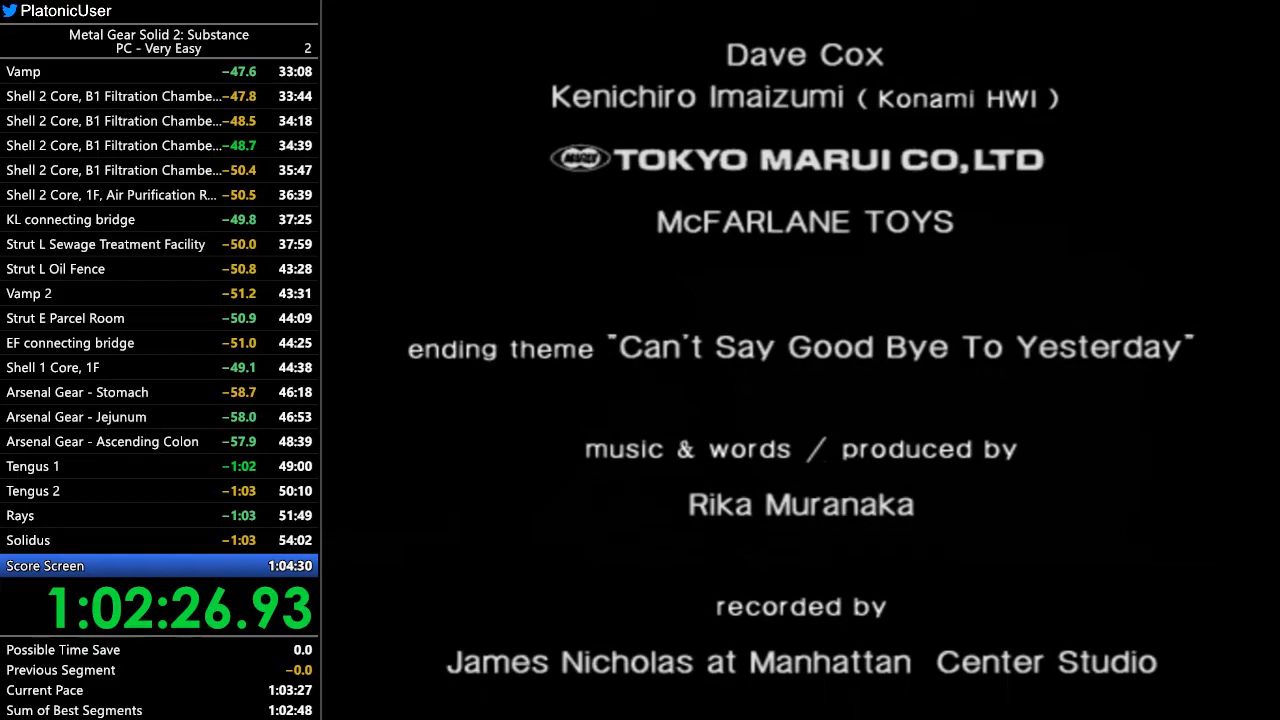 PlatonicUser
Metal Gear Solid 2: Substance
PC - Very Easy 2
Vamp -47.6 33:08
Shell 2 Core, B1 Filtration Chambe... -47.8 33:44
Shell 2 Core, B1 Filtration Chambe... -48.5 34:18
Shell 2 Core, B1 Filtration Chambe... -48.7 34:39
Shell 2 Core, B1 Filtration Chambe... -50.4 35:47
Shell 2 Core, 1F, Air Purification R... -50.5 36:39
KL connecting bridge -49.8 37:25
Strut L Sewage Treatment Facility -50.0 37:59
Strut L Oil Fence -50.8 43:28
Vamp 2 -51.2 43:31
Strut E Parcel Room -50.9 44:09
EF connecting bridge -51.0 44:25
Shell 1 Core, 1F -49.1 44:38
Arsenal Gear - Stomach -58.7 46:18
Arsenal Gear - Jejunum -58.0 46:53
Arsenal Gear - Ascending Colon -57.9 48:39
Tengus 1 -1:02 49:00
Tengus 2 -1:03 50:10
Rays -1:03 51:49
Solidus -1:03 54:02
Score Screen 1:04:30
1:02:26.93
Possible Time Save 0.0
Previous Segment -0.0
Current Pace 1:03:27
Sum of Best Segments 1:02:48
Dave Cox
Kenichiro Imaizumi ( Konami HWI )
MARUI TOKYO MARUI CO,LTD
McFARLANE TOYS
ending theme "Can't Say Good Bye To Yesterday"
music & words / produced by
Rika Muranaka
recorded by
James Nicholas at Manhattan Center Studio